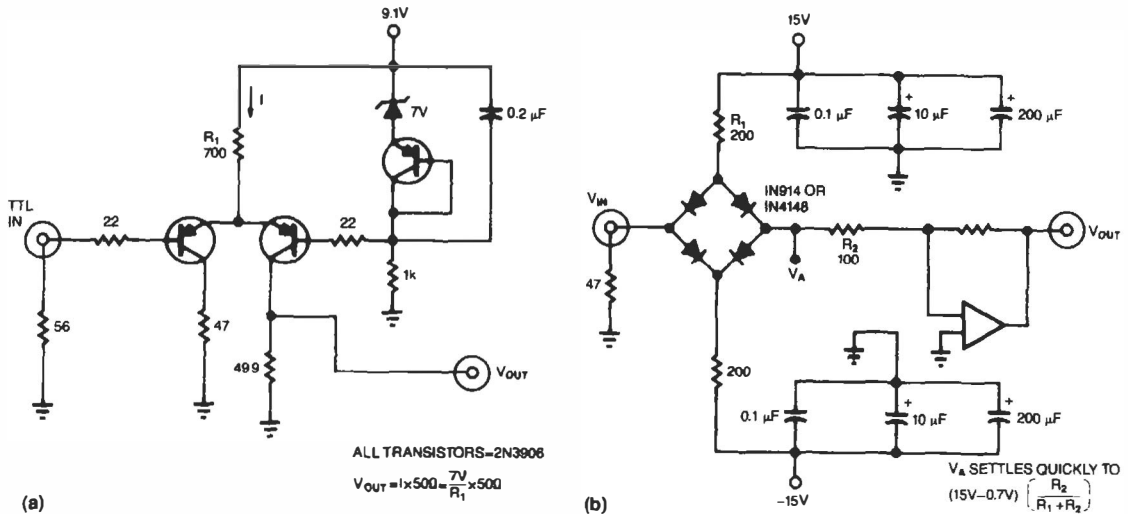 9.1V
I
7V
0.2 µF
R1
700
TTL
IN
22
22
56
47
1k
499
VOUT
ALL TRANSISTORS=2N3906
VOUT=I×50Ω=7V/R1×50Ω
(a)
15V
R1
200
0.1 µF
+
10 µF
+
200 µF
VIN
IN914 OR
IN4148
R2
100
VA
VOUT
47
200
0.1 µF
+
10 µF
+
200 µF
-15V
VA SETTLES QUICKLY TO
(15V–0.7V) (R2/R1+R2)
(b)